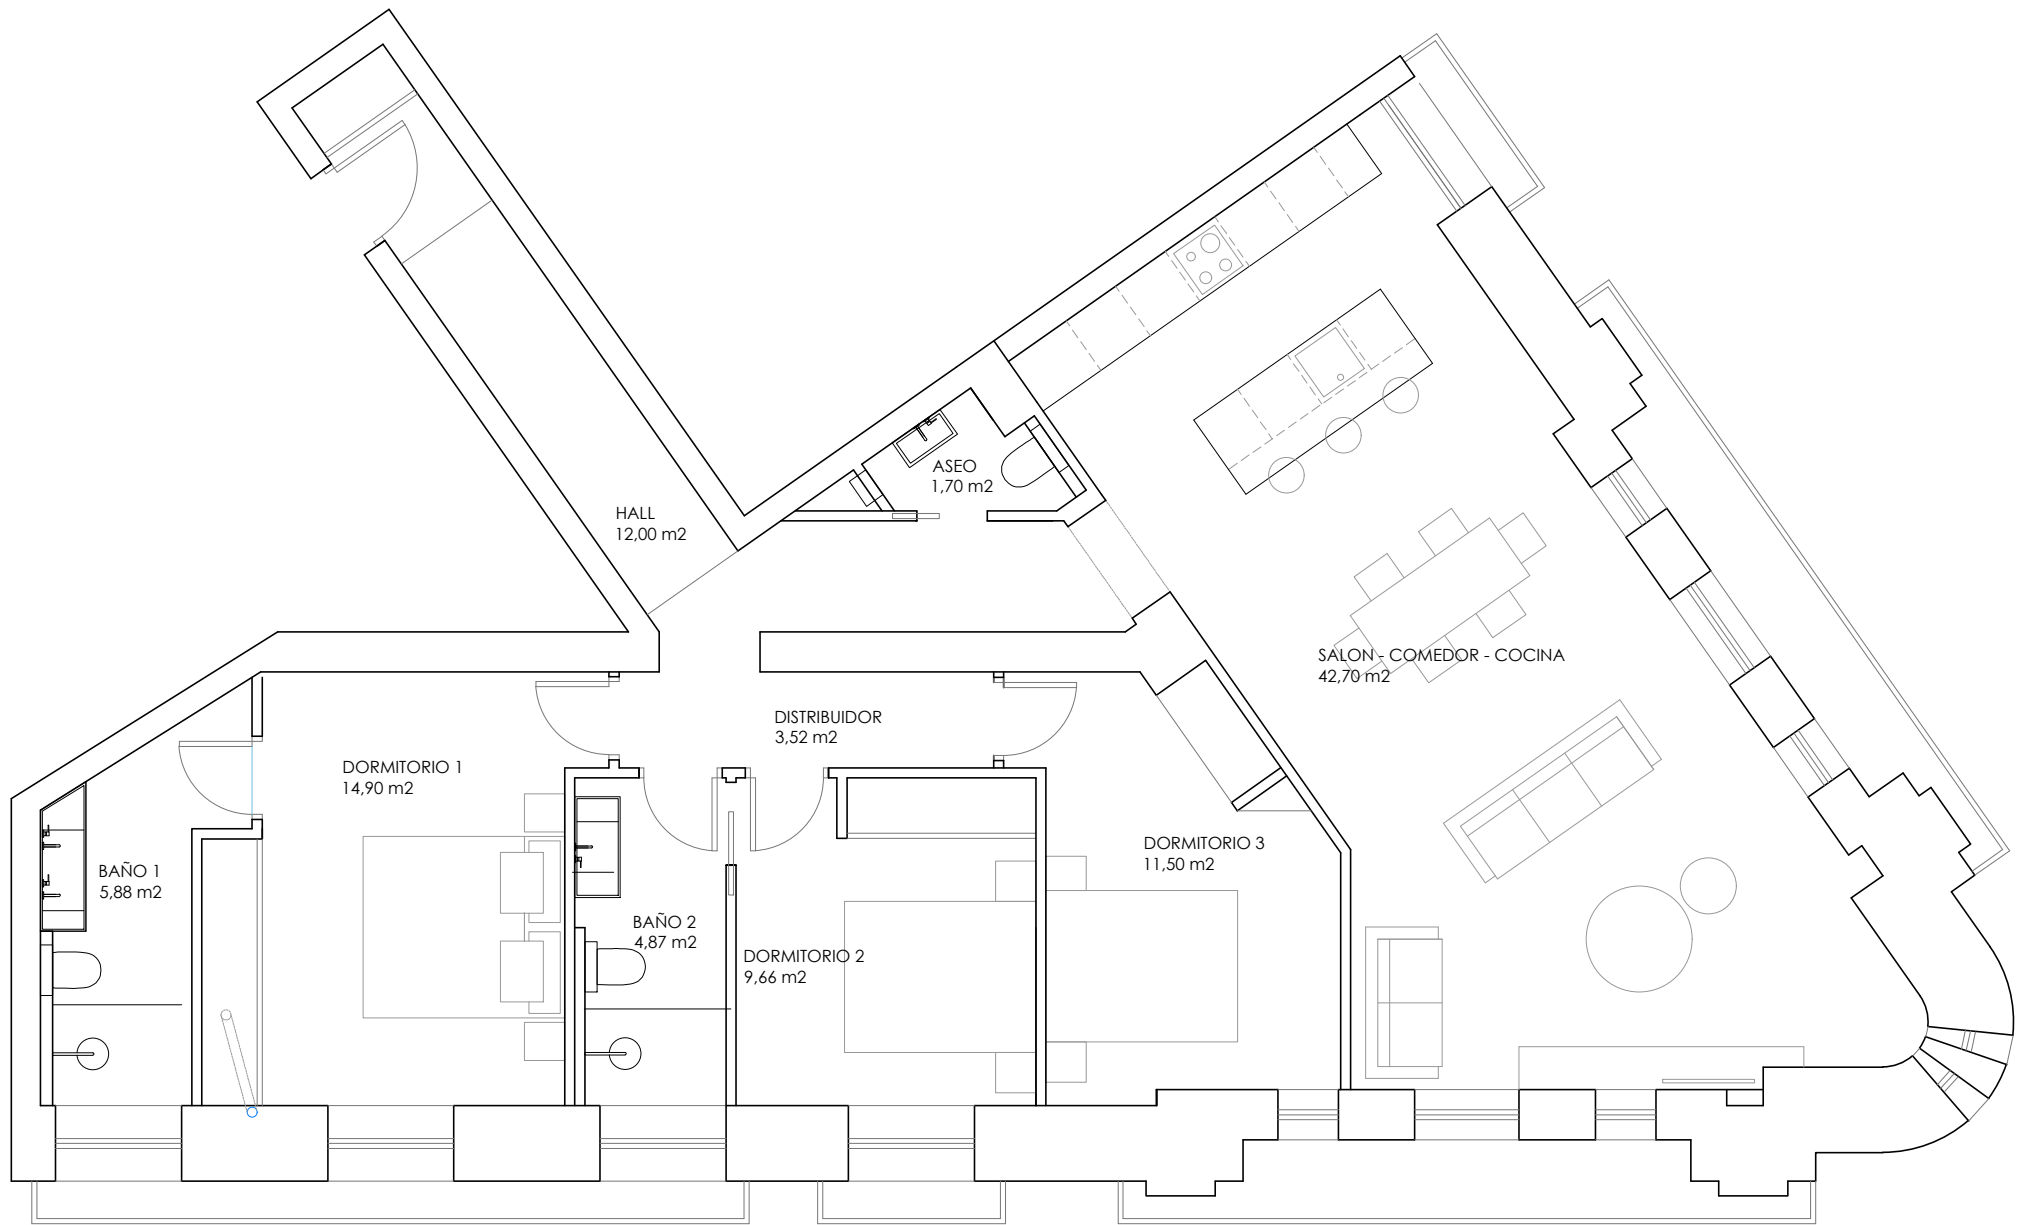 ASEO
1,70 m2
HALL
12,00 m2
SALON - COMEDOR - COCINA
42,70 m2
DISTRIBUIDOR
3,52 m2
DORMITORIO 1
14,90 m2
DORMITORIO 3
11,50 m2
BAÑO 1
5,88 m2
BAÑO 2
4,87 m2
DORMITORIO 2
9,66 m2